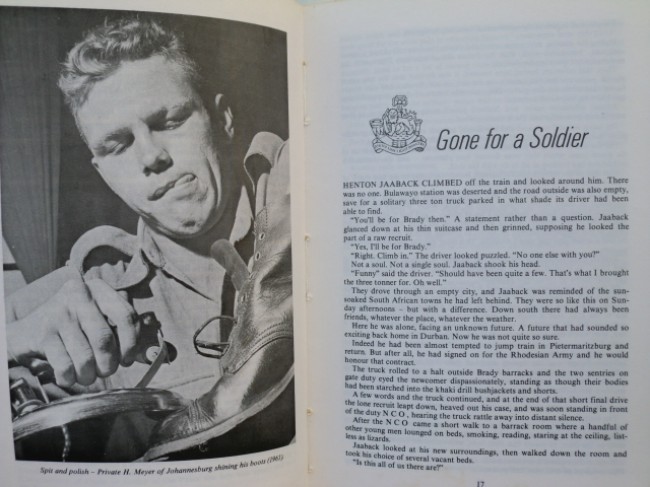 Spit and polish – Private H. Meyer of Johannesburg shining his boots (1961)
Gone for a Soldier
HENTON JAABACK CLIMBED off the train and looked around him. There
was no one. Bulawayo station was deserted and the road outside was also empty,
save for a solitary three ton truck parked in what shade its driver had been
able to find.
"You'll be for Brady then." A statement rather than a question. Jaaback
glanced down at his thin suitcase and then grinned, supposing he looked the
part of a raw recruit.
"Yes, I'll be for Brady."
"Right. Climb in." The driver looked puzzled. "No one else with you?"
Not a soul. Not a single soul. Jaaback shook his head.
"Funny" said the driver. "Should have been quite a few. That's what I brought
the three tonner for. Oh well."
They drove through an empty city, and Jaaback was reminded of the sun-
soaked South African towns he had left behind. They were so like this on Sun-
day afternoons – but with a difference. Down south there had always been
friends, whatever the place, whatever the weather.
Here he was alone, facing an unknown future. A future that had sounded so
exciting back home in Durban. Now he was not quite so sure.
Indeed he had been almost tempted to jump train in Pietermaritzburg and
return. But after all, he had signed on for the Rhodesian Army and he would
honour that contract.
The truck rolled to a halt outside Brady barracks and the two sentries on
gate duty eyed the newcomer dispassionately, standing as though their bodies
had been starched into the khaki drill bushjackets and shorts.
A few words and the truck continued, and at the end of that short final drive
the lone recruit leapt down, heaved out his case, and was soon standing in front
of the duty N C O, hearing the truck rattle away into distant silence.
After the N C O came a short walk to a barrack room where a handful of
other young men lounged on beds, smoking, reading, staring at the ceiling, list-
less as lizards.
Jaaback looked at his new surroundings, then walked down the room and
took his choice of several vacant beds.
"Is this all of us there are?"
17